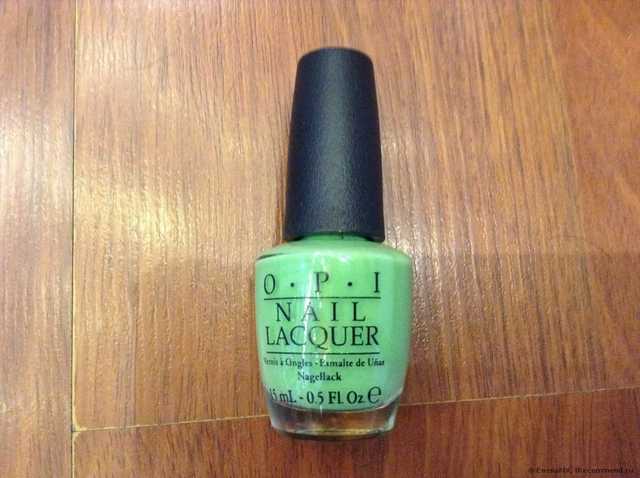 O · P · I
NAIL
LACQUER
Vernis à Ongles - Esmalte de Uñas
Nagellack
15 mL - 0.5 Fl. Oz ℮